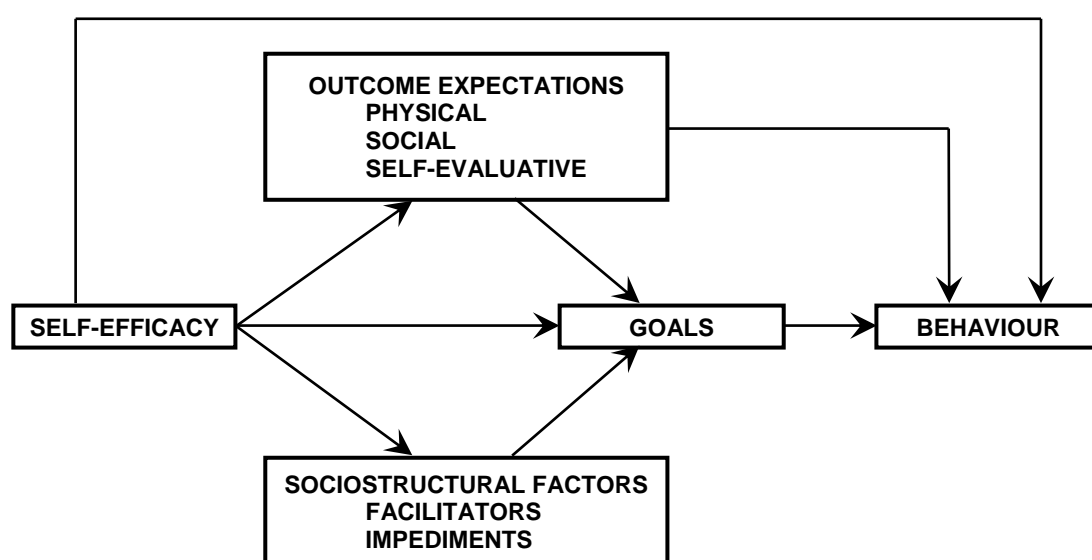 OUTCOME EXPECTATIONS
PHYSICAL
SOCIAL
SELF-EVALUATIVE
SELF-EFFICACY
GOALS
BEHAVIOUR
SOCIOSTRUCTURAL FACTORS
FACILITATORS
IMPEDIMENTS